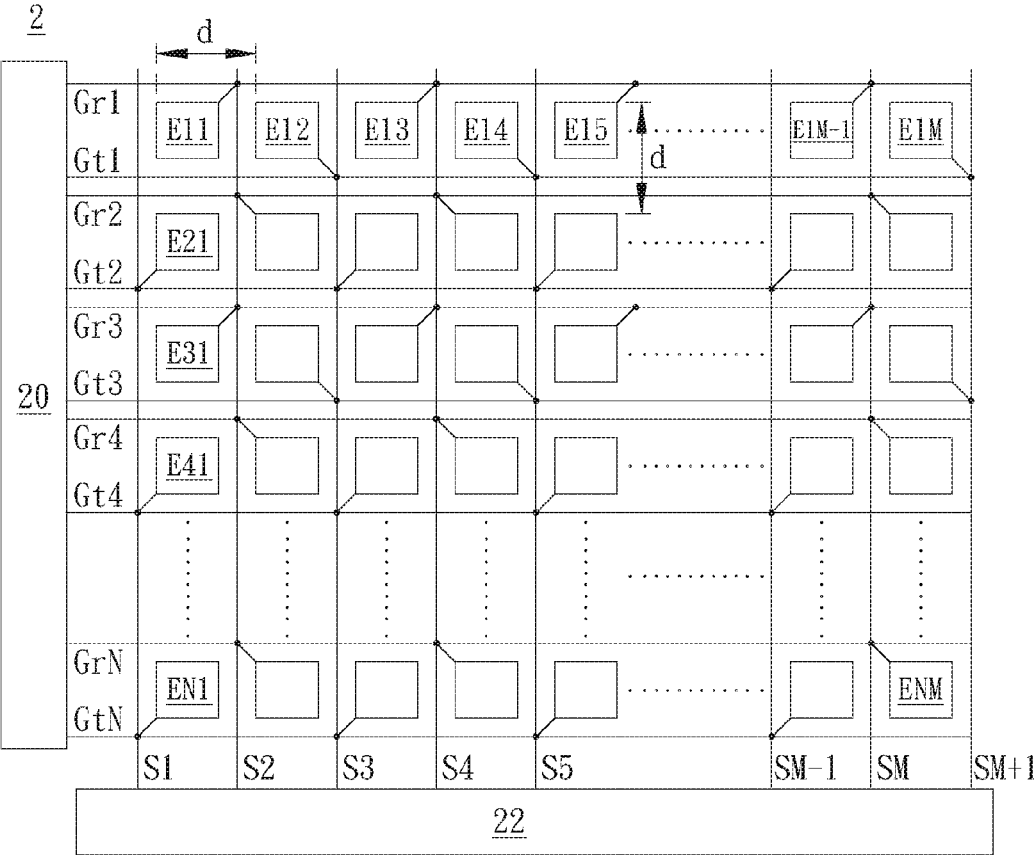 2
d
Gr1
E11 E12 E13 E14 E15 E1M-1 E1M
Gt1
d
Gr2
E21
Gt2
Gr3
E31
Gt3
20
Gr4
E41
Gt4
GrN
EN1 ENM
GtN
S1 S2 S3 S4 S5 SM-1 SM SM+1
22